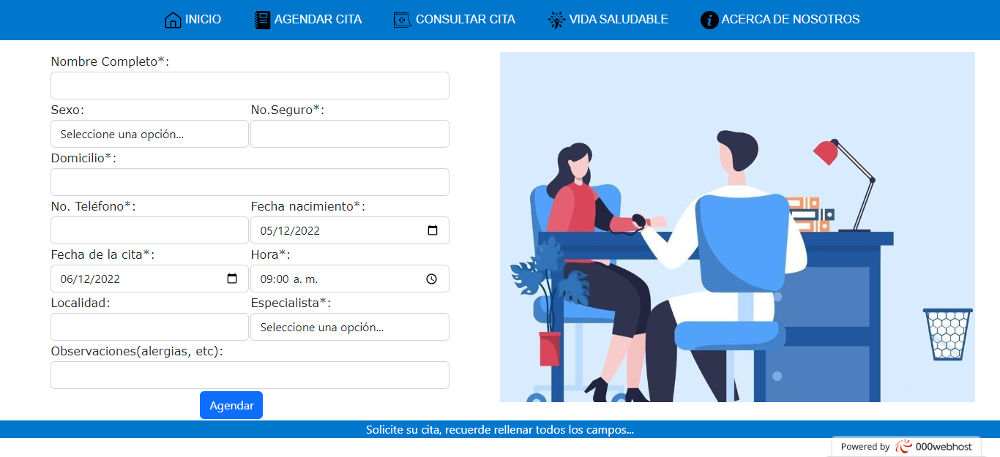 INICIO AGENDAR CITA CONSULTAR CITA VIDA SALUDABLE ACERCA DE NOSOTROS
Nombre Completo*:
Sexo: No.Seguro*:
Seleccione una opción...
Domicilio*:
No. Teléfono*: Fecha nacimiento*:
05/12/2022
Fecha de la cita*: Hora*:
06/12/2022 09:00 a. m.
Localidad: Especialista*:
Seleccione una opción...
Observaciones(alergias, etc):
Agendar
Solicite su cita, recuerde rellenar todos los campos...
Powered by 000webhost